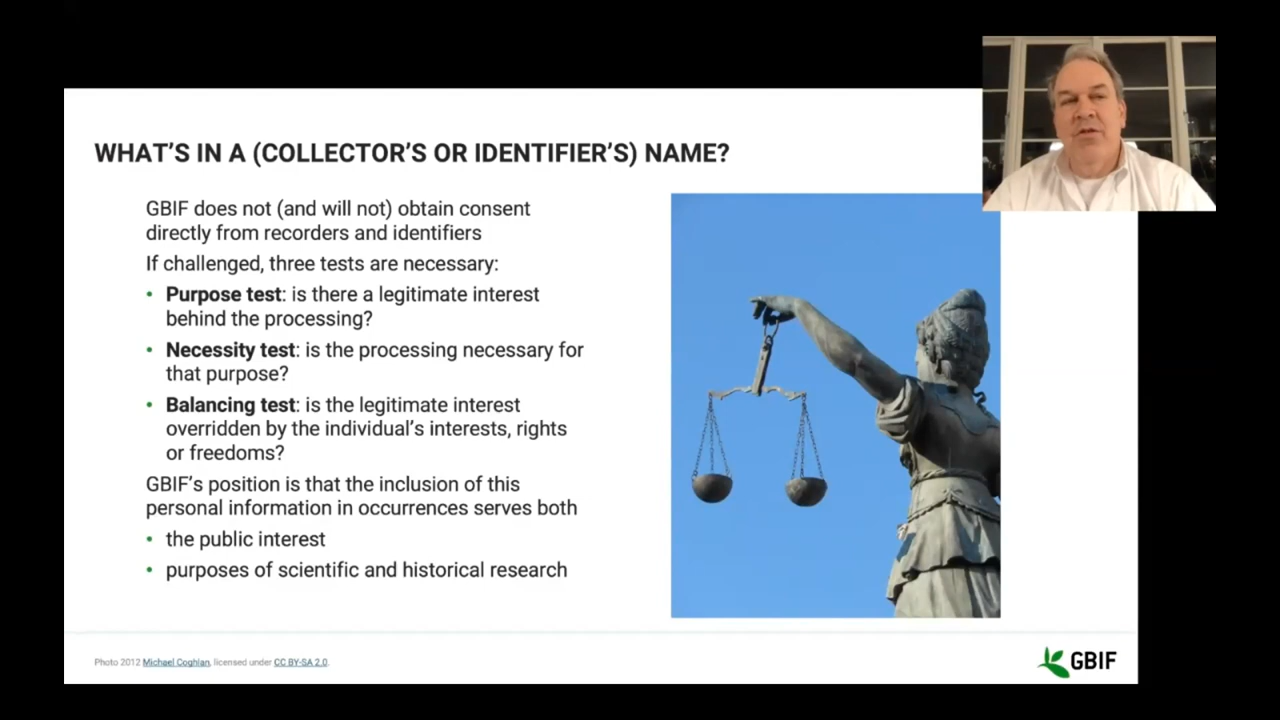 WHAT'S IN A (COLLECTOR'S OR IDENTIFIER'S) NAME?
GBIF does not (and will not) obtain consent
directly from recorders and identifiers
If challenged, three tests are necessary:
• Purpose test: is there a legitimate interest
behind the processing?
• Necessity test: is the processing necessary for
that purpose?
• Balancing test: is the legitimate interest
overridden by the individual's interests, rights
or freedoms?
GBIF's position is that the inclusion of this
personal information in occurrences serves both
• the public interest
• purposes of scientific and historical research
Photo 2012 Michael Coghlan, licensed under CC BY-SA 2.0.
GBIF